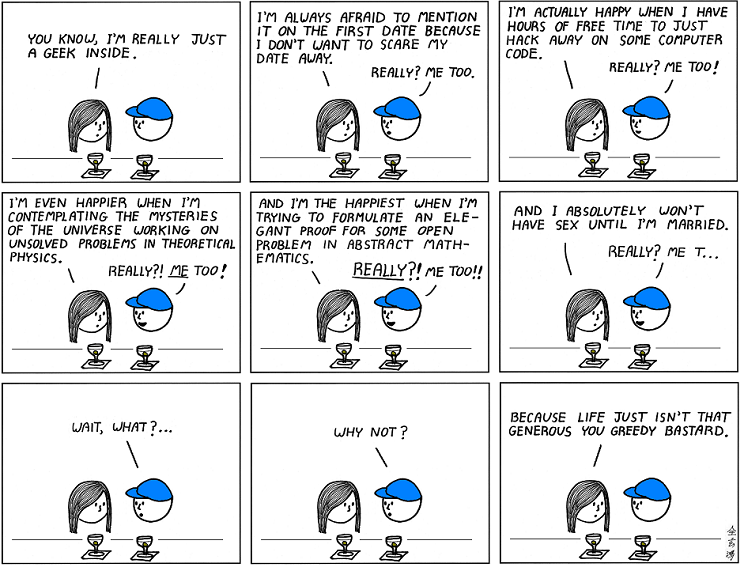 YOU KNOW, I'M REALLY JUST
A GEEK INSIDE.
I'M ALWAYS AFRAID TO MENTION
IT ON THE FIRST DATE BECAUSE
I DON'T WANT TO SCARE MY
DATE AWAY.
REALLY? ME TOO.
I'M ACTUALLY HAPPY WHEN I HAVE
HOURS OF FREE TIME TO JUST
HACK AWAY ON SOME COMPUTER
CODE.
REALLY? ME TOO!
I'M EVEN HAPPIER WHEN I'M
CONTEMPLATING THE MYSTERIES
OF THE UNIVERSE WORKING ON
UNSOLVED PROBLEMS IN THEORETICAL
PHYSICS.
REALLY?! ME TOO!
AND I'M THE HAPPIEST WHEN I'M
TRYING TO FORMULATE AN ELE-
GANT PROOF FOR SOME OPEN
PROBLEM IN ABSTRACT MATH-
EMATICS.
REALLY?! ME TOO!!
AND I ABSOLUTELY WON'T
HAVE SEX UNTIL I'M MARRIED.
REALLY? ME T...
WAIT, WHAT?...
WHY NOT?
BECAUSE LIFE JUST ISN'T THAT
GENEROUS YOU GREEDY BASTARD.